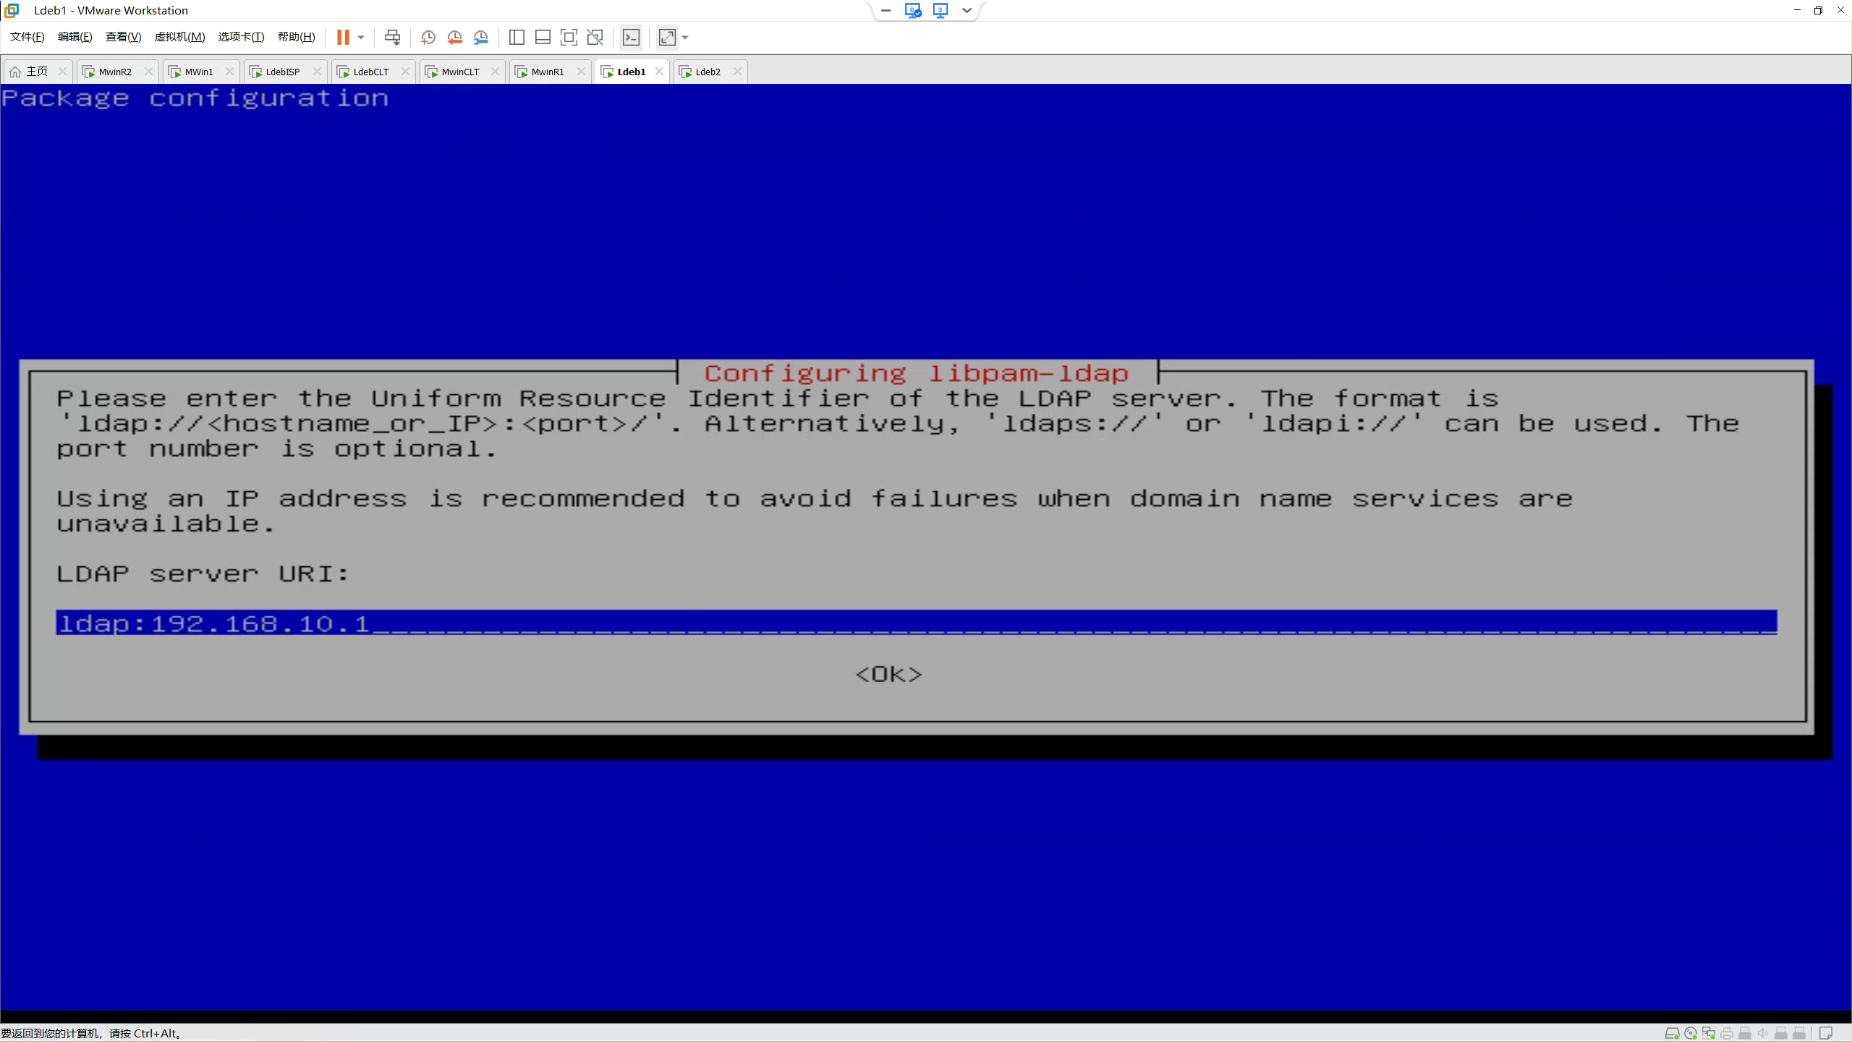 Ldeb1 - VMware Workstation
文件(F) 编辑(E) 查看(V) 虚拟机(M) 选项卡(T) 帮助(H)
主页 MwinR2 MWin1 LdebISP LdebCLT MwinCLT MwinR1 Ldeb1 Ldeb2
Package configuration
Configuring libpam-ldap
Please enter the Uniform Resource Identifier of the LDAP server. The format is
'ldap://<hostname_or_IP>:<port>/'. Alternatively, 'ldaps://' or 'ldapi://' can be used. The
port number is optional.
Using an IP address is recommended to avoid failures when domain name services are
unavailable.
LDAP server URI:
ldap:192.168.10.1
<Ok>
要返回到您的计算机，请按 Ctrl+Alt。